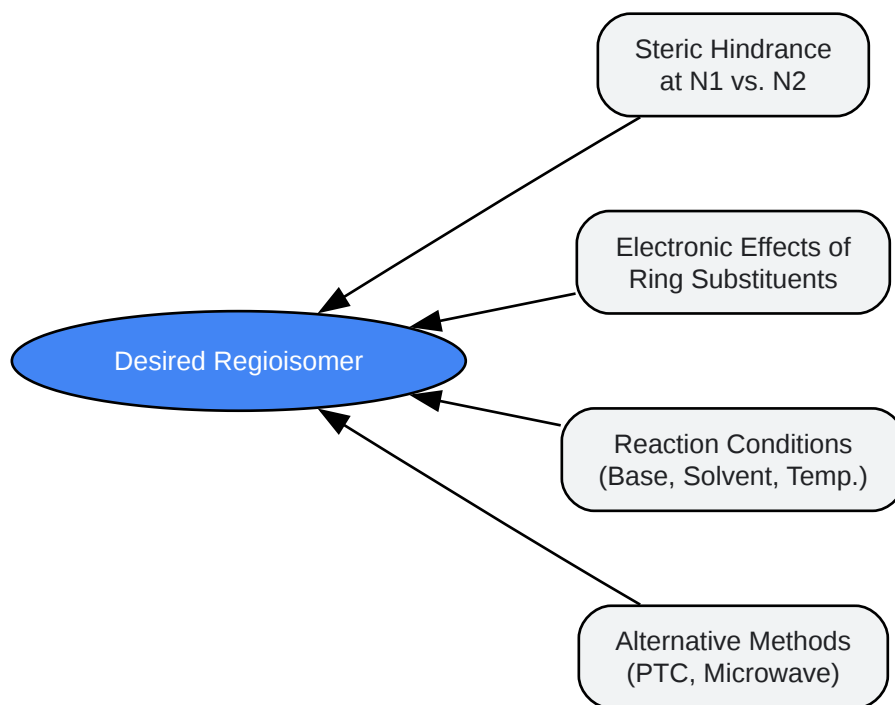 Steric Hindrance
at N1 vs. N2
Electronic Effects of
Ring Substituents
Desired Regioisomer
Reaction Conditions
(Base, Solvent, Temp.)
Alternative Methods
(PTC, Microwave)